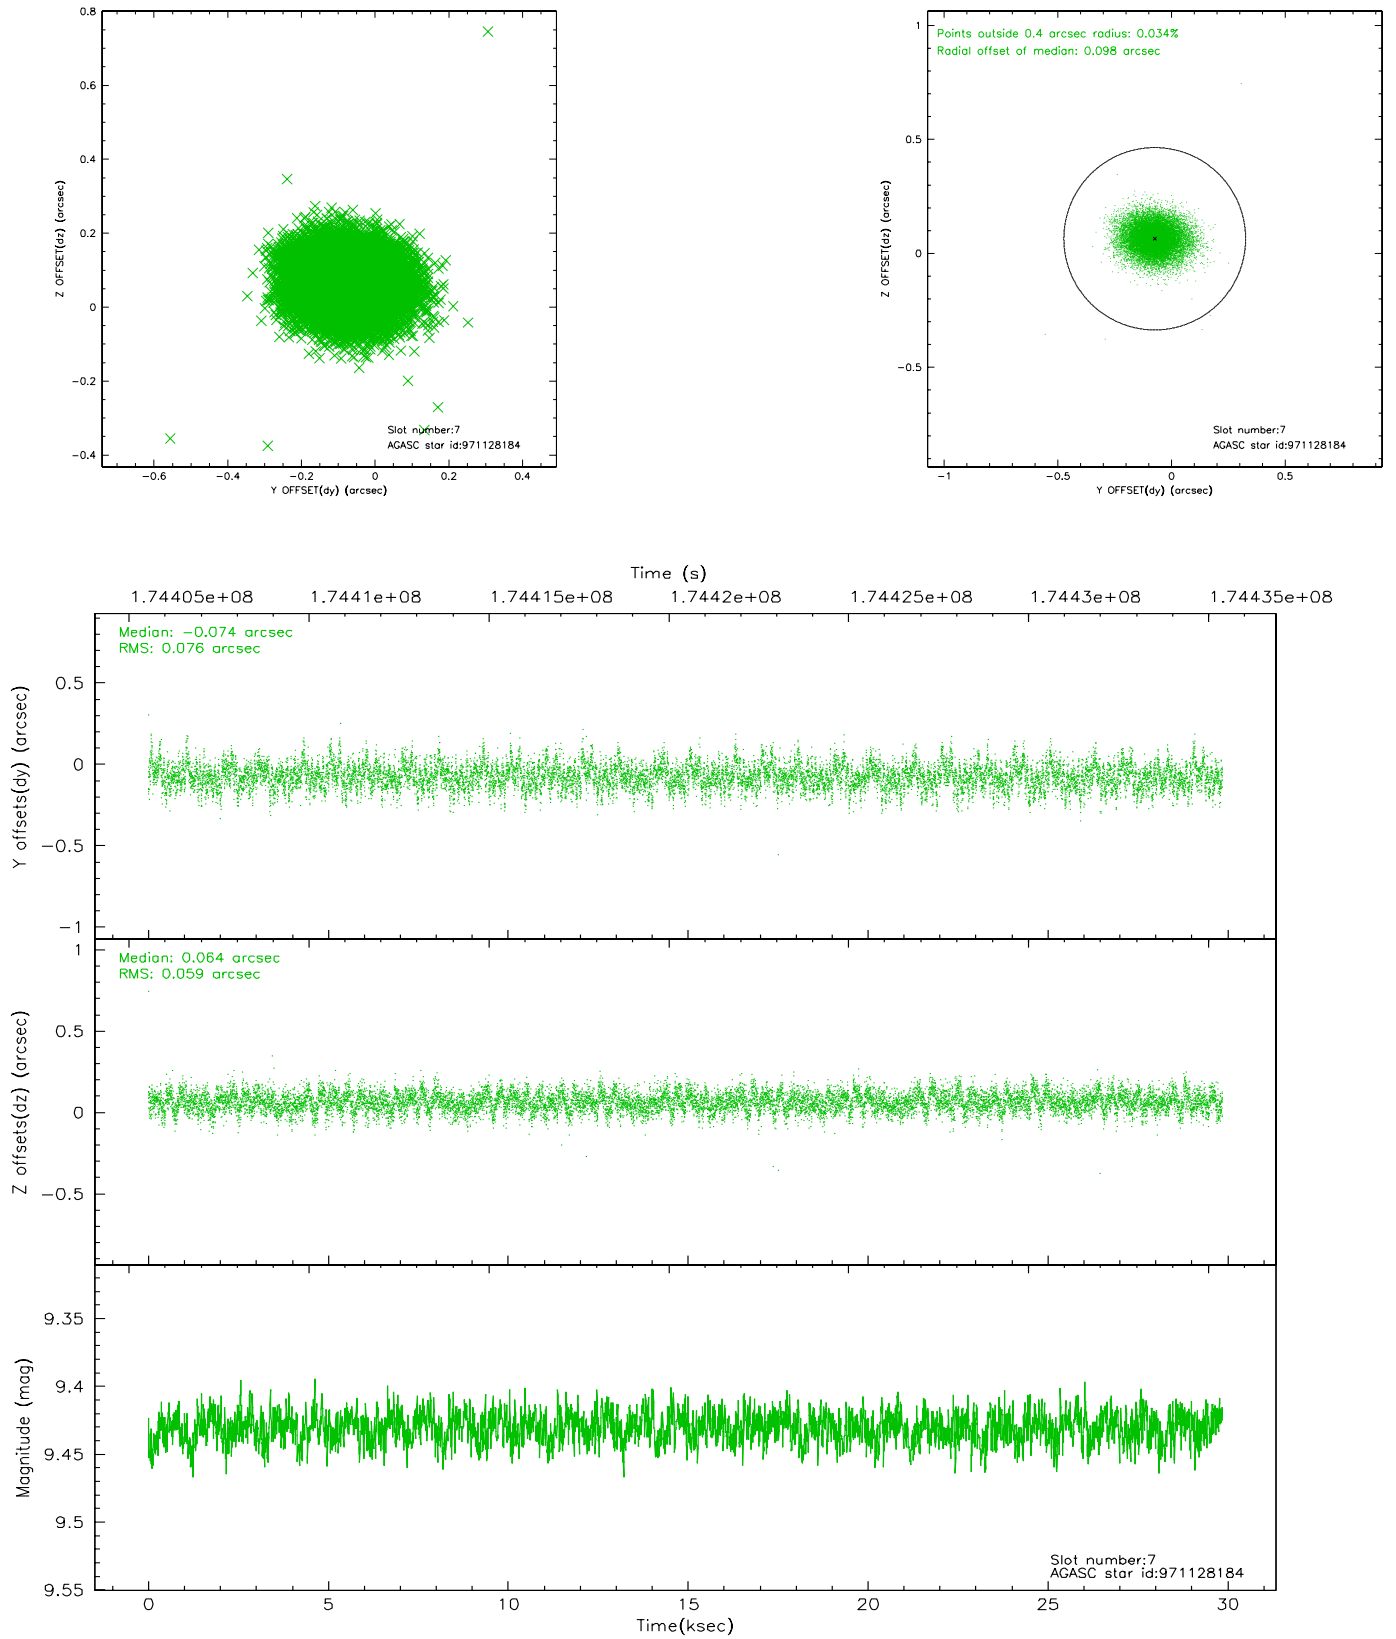 0.8
0.6
0.4
0.2
0
−0.2
−0.4
−0.6 −0.4 −0.2 0 0.2 0.4
Z OFFSET(dz) (arcsec)
Y OFFSET(dy) (arcsec)
Slot number:7
AGASC star id:971128184
Points outside 0.4 arcsec radius: 0.034%
Radial offset of median: 0.098 arcsec
1
0.5
0
−0.5
−1 −0.5 0 0.5
Z OFFSET(dz) (arcsec)
Y OFFSET(dy) (arcsec)
Slot number:7
AGASC star id:971128184
Time (s)
1.74405e+08 1.7441e+08 1.74415e+08 1.7442e+08 1.74425e+08 1.7443e+08 1.74435e+08
Median: −0.074 arcsec
RMS: 0.076 arcsec
0.5
0
−0.5
−1
Y offsets(dy) (arcsec)
Median: 0.064 arcsec
RMS: 0.059 arcsec
1
0.5
0
−0.5
Z offsets(dz) (arcsec)
9.35
9.4
9.45
9.5
9.55
Magnitude (mag)
Slot number:7
AGASC star id:971128184
0 5 10 15 20 25 30
Time(ksec)